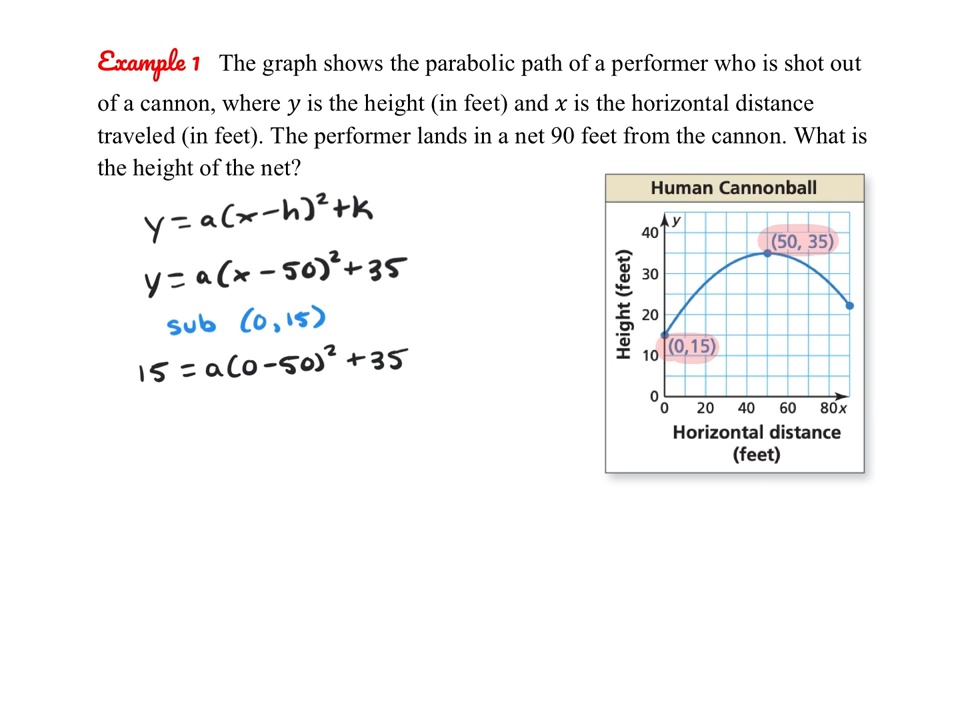 Example 1 The graph shows the parabolic path of a performer who is shot out
of a cannon, where y is the height (in feet) and x is the horizontal distance
traveled (in feet). The performer lands in a net 90 feet from the cannon. What is
the height of the net?
y = a(x-h)²+k
y = a(x - 50)²+35
sub (0,15)
15 = a(0-50)² +35
Human Cannonball
y
40
30
20
10
0
(50, 35)
(0,15)
0 20 40 60 80 x
Height (feet)
Horizontal distance
(feet)